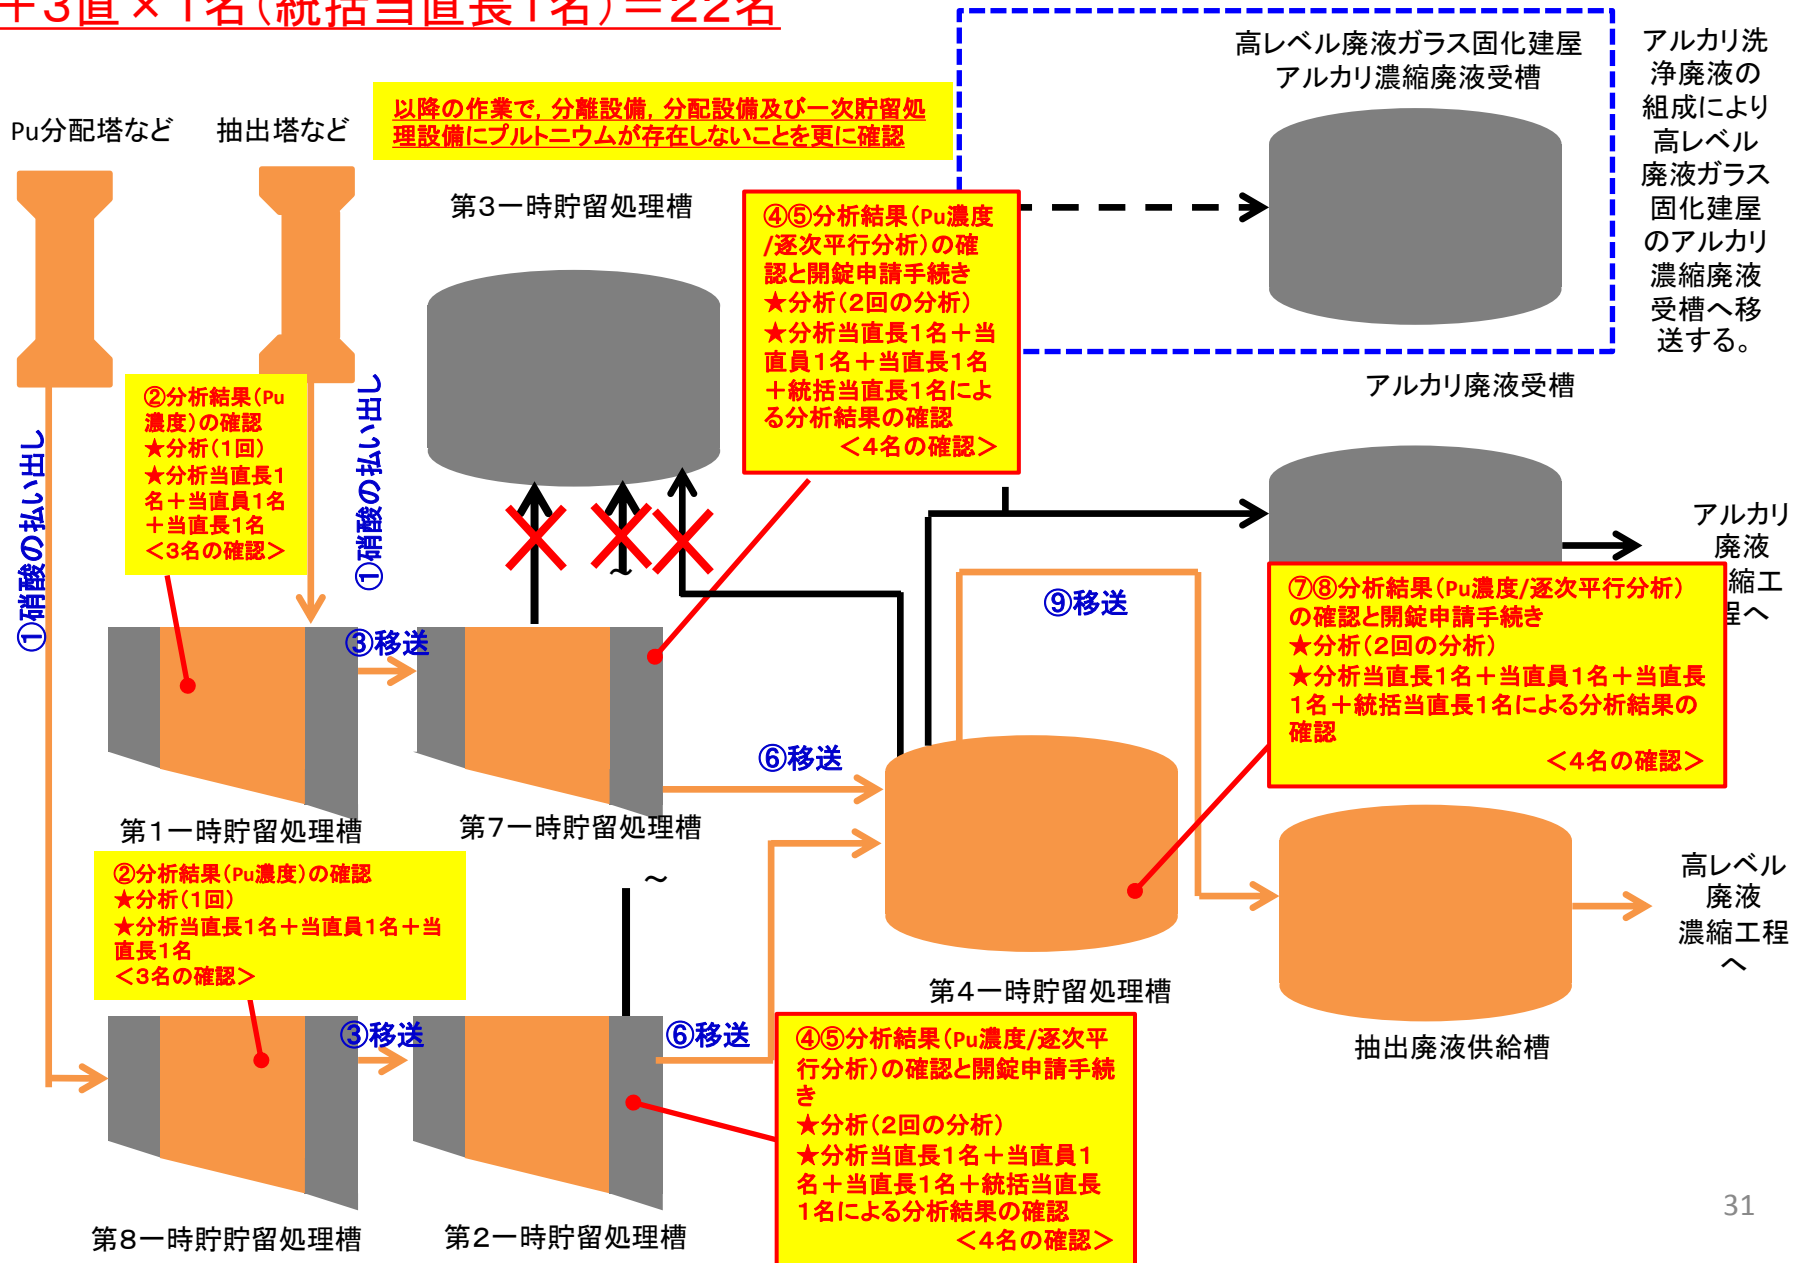 ＋3直×1名（統括当直長1名）＝22名
高レベル廃液ガラス固化建屋
アルカリ濃縮廃液受槽
アルカリ洗
浄廃液の
組成により
高レベル
廃液ガラス
固化建屋
のアルカリ
濃縮廃液
受槽へ移
送する。
以降の作業で，分離設備，分配設備及び一次貯留処
理設備にプルトニウムが存在しないことを更に確認
Pu分配塔など
抽出塔など
第3一時貯留処理槽
④⑤分析結果（Pu濃度
/逐次平行分析）の確
認と開錠申請手続き
★分析（2回の分析）
★分析当直長1名＋当
直員1名＋当直長1名
＋統括当直長1名によ
る分析結果の確認
＜4名の確認＞
アルカリ廃液受槽
②分析結果（Pu
濃度）の確認
★分析（1回）
★分析当直長1
名＋当直員1名
＋当直長1名
＜3名の確認＞
①硝酸の払い出し
①硝酸の払い出し
～
アルカリ
廃液
縮工
程へ
⑨移送
⑦⑧分析結果（Pu濃度/逐次平行分析）
の確認と開錠申請手続き
★分析（2回の分析）
★分析当直長1名＋当直員1名＋当直長
1名＋統括当直長1名による分析結果の
確認
＜4名の確認＞
③移送
⑥移送
第1一時貯留処理槽
第7一時貯留処理槽
②分析結果（Pu濃度）の確認
★分析（1回）
★分析当直長1名＋当直員1名＋当
直長1名
＜3名の確認＞
～
高レベル
廃液
濃縮工程
へ
第4一時貯留処理槽
③移送
⑥移送
④⑤分析結果（Pu濃度/逐次平
行分析）の確認と開錠申請手続
き
★分析（2回の分析）
★分析当直長1名＋当直員1
名＋当直長1名＋統括当直長
1名による分析結果の確認
＜4名の確認＞
抽出廃液供給槽
第8一時貯貯留処理槽
第2一時貯留処理槽
31